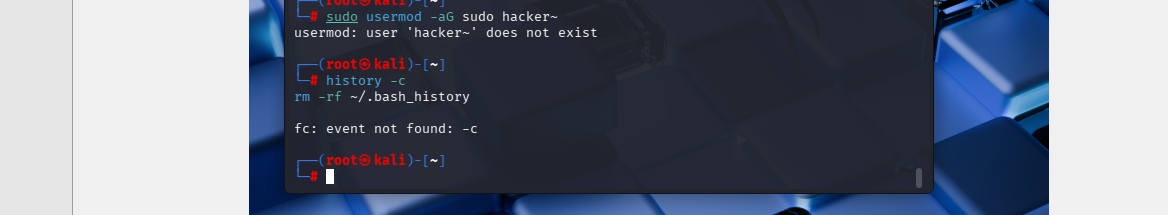 ┌──(root㉿kali)-[~]
└─# sudo usermod -aG sudo hacker~
usermod: user 'hacker~' does not exist
┌──(root㉿kali)-[~]
└─# history -c
rm -rf ~/.bash_history
fc: event not found: -c
┌──(root㉿kali)-[~]
└─#